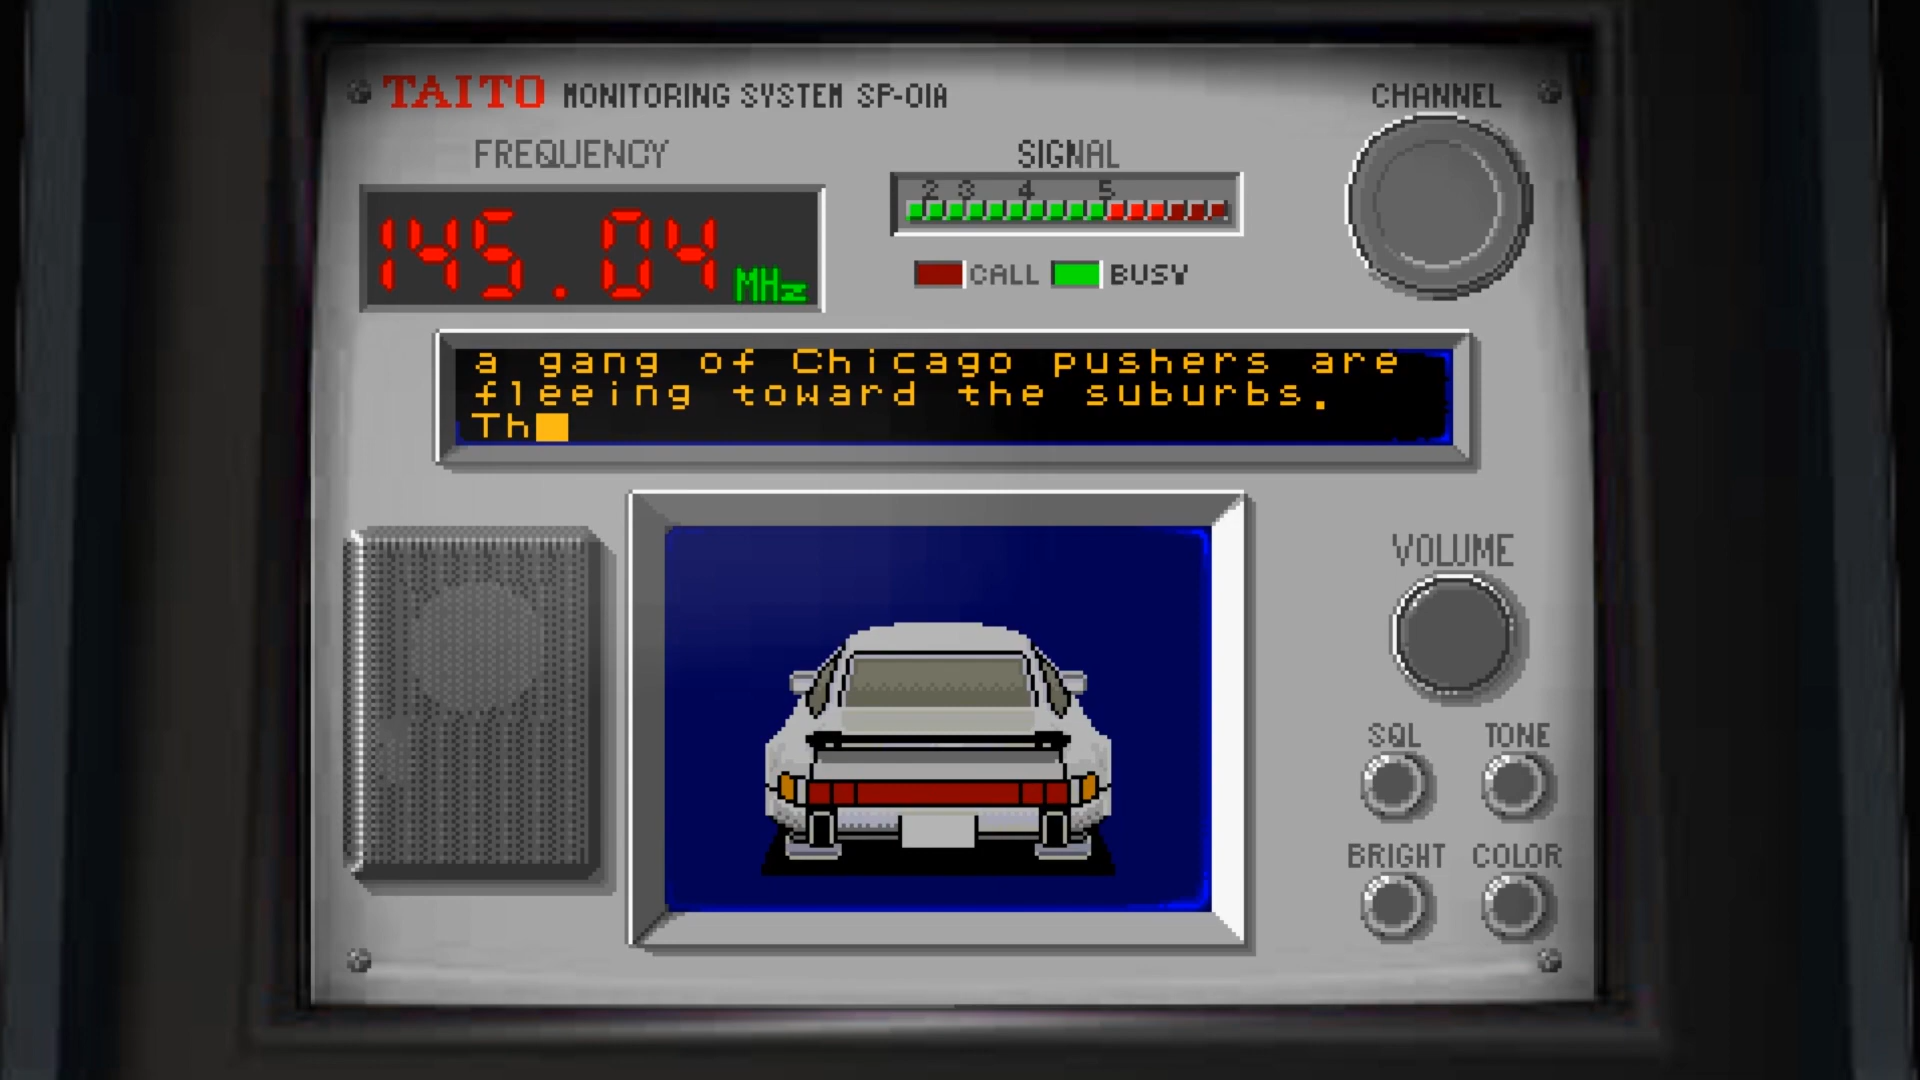 TAITO MONITORING SYSTEM SP-01A
CHANNEL
FREQUENCY
SIGNAL
2 3 4 5
145.04 MHz
CALL BUSY
a gang of Chicago pushers are
fleeing toward the suburbs.
Th
VOLUME
SQL TONE
BRIGHT COLOR